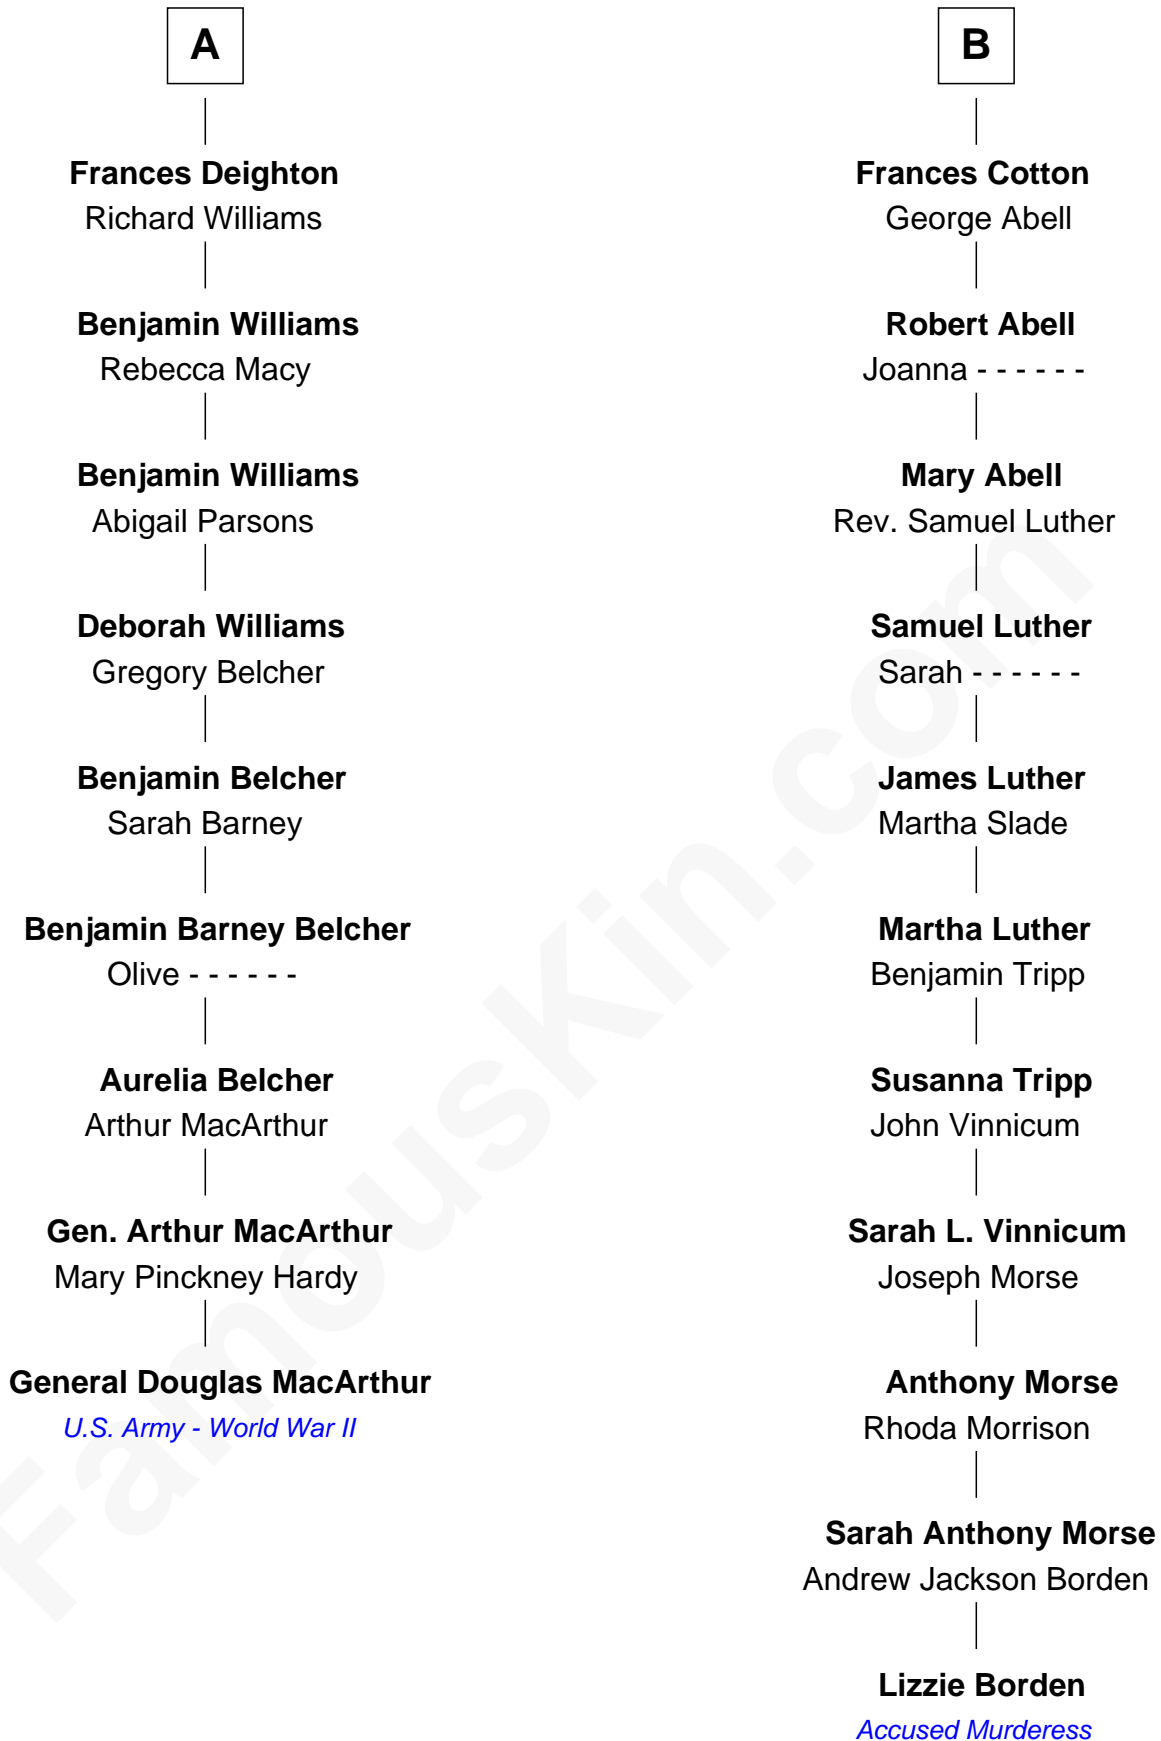 A
Frances Deighton
Richard Williams
Benjamin Williams
Rebecca Macy
Benjamin Williams
Abigail Parsons
Deborah Williams
Gregory Belcher
Benjamin Belcher
Sarah Barney
Benjamin Barney Belcher
Olive - - - - - -
Aurelia Belcher
Arthur MacArthur
Gen. Arthur MacArthur
Mary Pinckney Hardy
General Douglas MacArthur
U.S. Army - World War II
B
Frances Cotton
George Abell
Robert Abell
Joanna - - - - - -
Mary Abell
Rev. Samuel Luther
Samuel Luther
Sarah - - - - - -
James Luther
Martha Slade
Martha Luther
Benjamin Tripp
Susanna Tripp
John Vinnicum
Sarah L. Vinnicum
Joseph Morse
Anthony Morse
Rhoda Morrison
Sarah Anthony Morse
Andrew Jackson Borden
Lizzie Borden
Accused Murderess
FamousKin.com